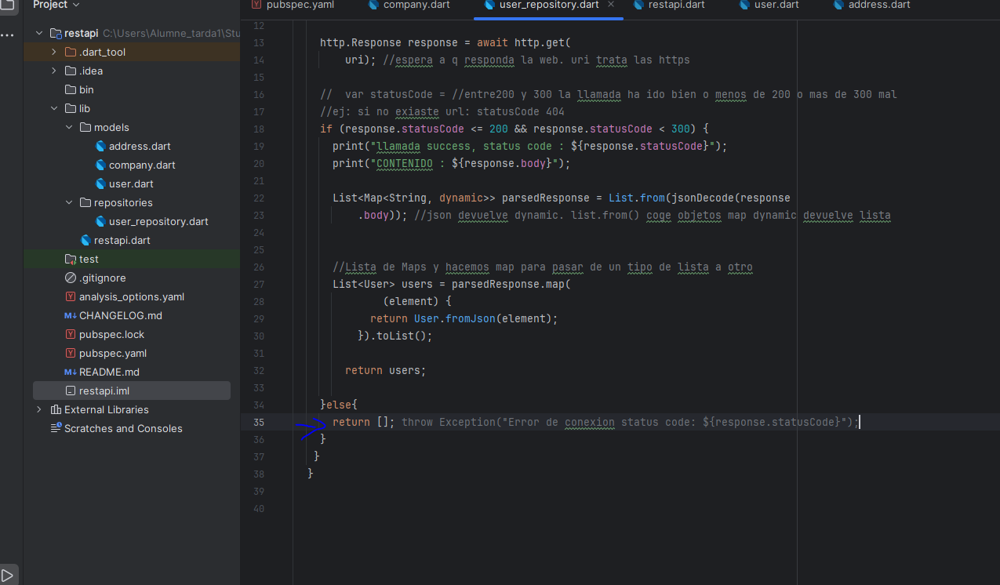 Project
pubspec.yaml
company.dart
user_repository.dart
restapi.dart
user.dart
address.dart
restapi C:\Users\Alumne_tarda1\Stu
.dart_tool
.idea
bin
lib
models
address.dart
company.dart
user.dart
repositories
user_repository.dart
restapi.dart
test
.gitignore
analysis_options.yaml
CHANGELOG.md
pubspec.lock
pubspec.yaml
README.md
restapi.iml
External Libraries
Scratches and Consoles
12
13 http.Response response = await http.get(
14 uri); //espera a q responda la web. uri trata las https
15
16 //  var statusCode = //entre200 y 300 la llamada ha ido bien o menos de 200 o mas de 300 mal
17 //ej: si no exiaste url: statusCode 404
18 if (response.statusCode <= 200 && response.statusCode < 300) {
19 print("llamada success, status code : ${response.statusCode}");
20 print("CONTENIDO : ${response.body}");
21
22 List<Map<String, dynamic>> parsedResponse = List.from(jsonDecode(response
23 .body)); //json devuelve dynamic. list.from() coge objetos map dynamic devuelve lista
24
25
26 //Lista de Maps y hacemos map para pasar de un tipo de lista a otro
27 List<User> users = parsedResponse.map(
28 (element) {
29 return User.fromJson(element);
30 }).toList();
31
32 return users;
33
34 }else{
35 return []; throw Exception("Error de conexion status code: ${response.statusCode}");
36 }
37 }
38 }
39
40